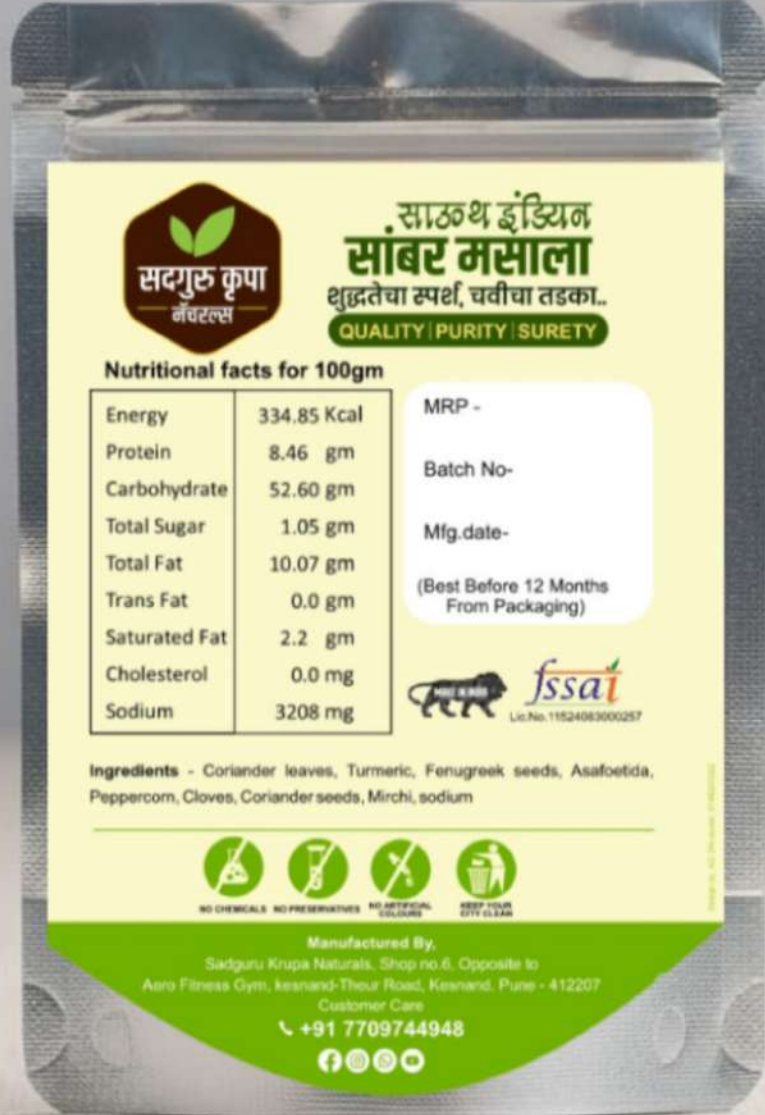 सदगुरु कृपा
नॅचरल्स
साऊथ इंडियन
सांबर मसाला
शुद्धतेचा स्पर्श, चवीचा तडका..
QUALITY | PURITY | SURETY
Nutritional facts for 100gm
Energy 334.85 Kcal
Protein 8.46 gm
Carbohydrate 52.60 gm
Total Sugar 1.05 gm
Total Fat 10.07 gm
Trans Fat 0.0 gm
Saturated Fat 2.2 gm
Cholesterol 0.0 mg
Sodium 3208 mg
MRP -
Batch No-
Mfg.date-
(Best Before 12 Months
From Packaging)
MAKE IN INDIA
fssai
Lic.No.11524083000257
Ingredients - Coriander leaves, Turmeric, Fenugreek seeds, Asafoetida,
Peppercorn, Cloves, Coriander seeds, Mirchi, sodium
NO CHEMICALS
NO PRESERVATIVES
NO ARTIFICIAL
COLOURS
KEEP YOUR
CITY CLEAN
Manufactured By,
Sadguru Krupa Naturals, Shop no.6, Opposite to
Aero Fitness Gym, kesnand-Theur Road, Kesnand, Pune - 412207
Customer Care
+91 7709744948